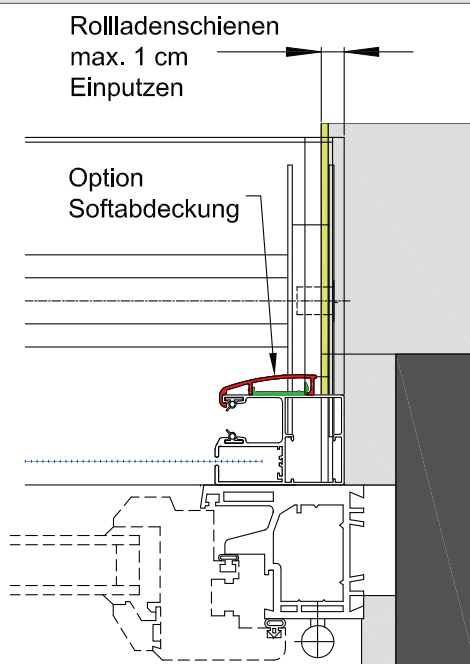 Rollladenschienen
max. 1 cm
Einputzen
Option
Softabdeckung